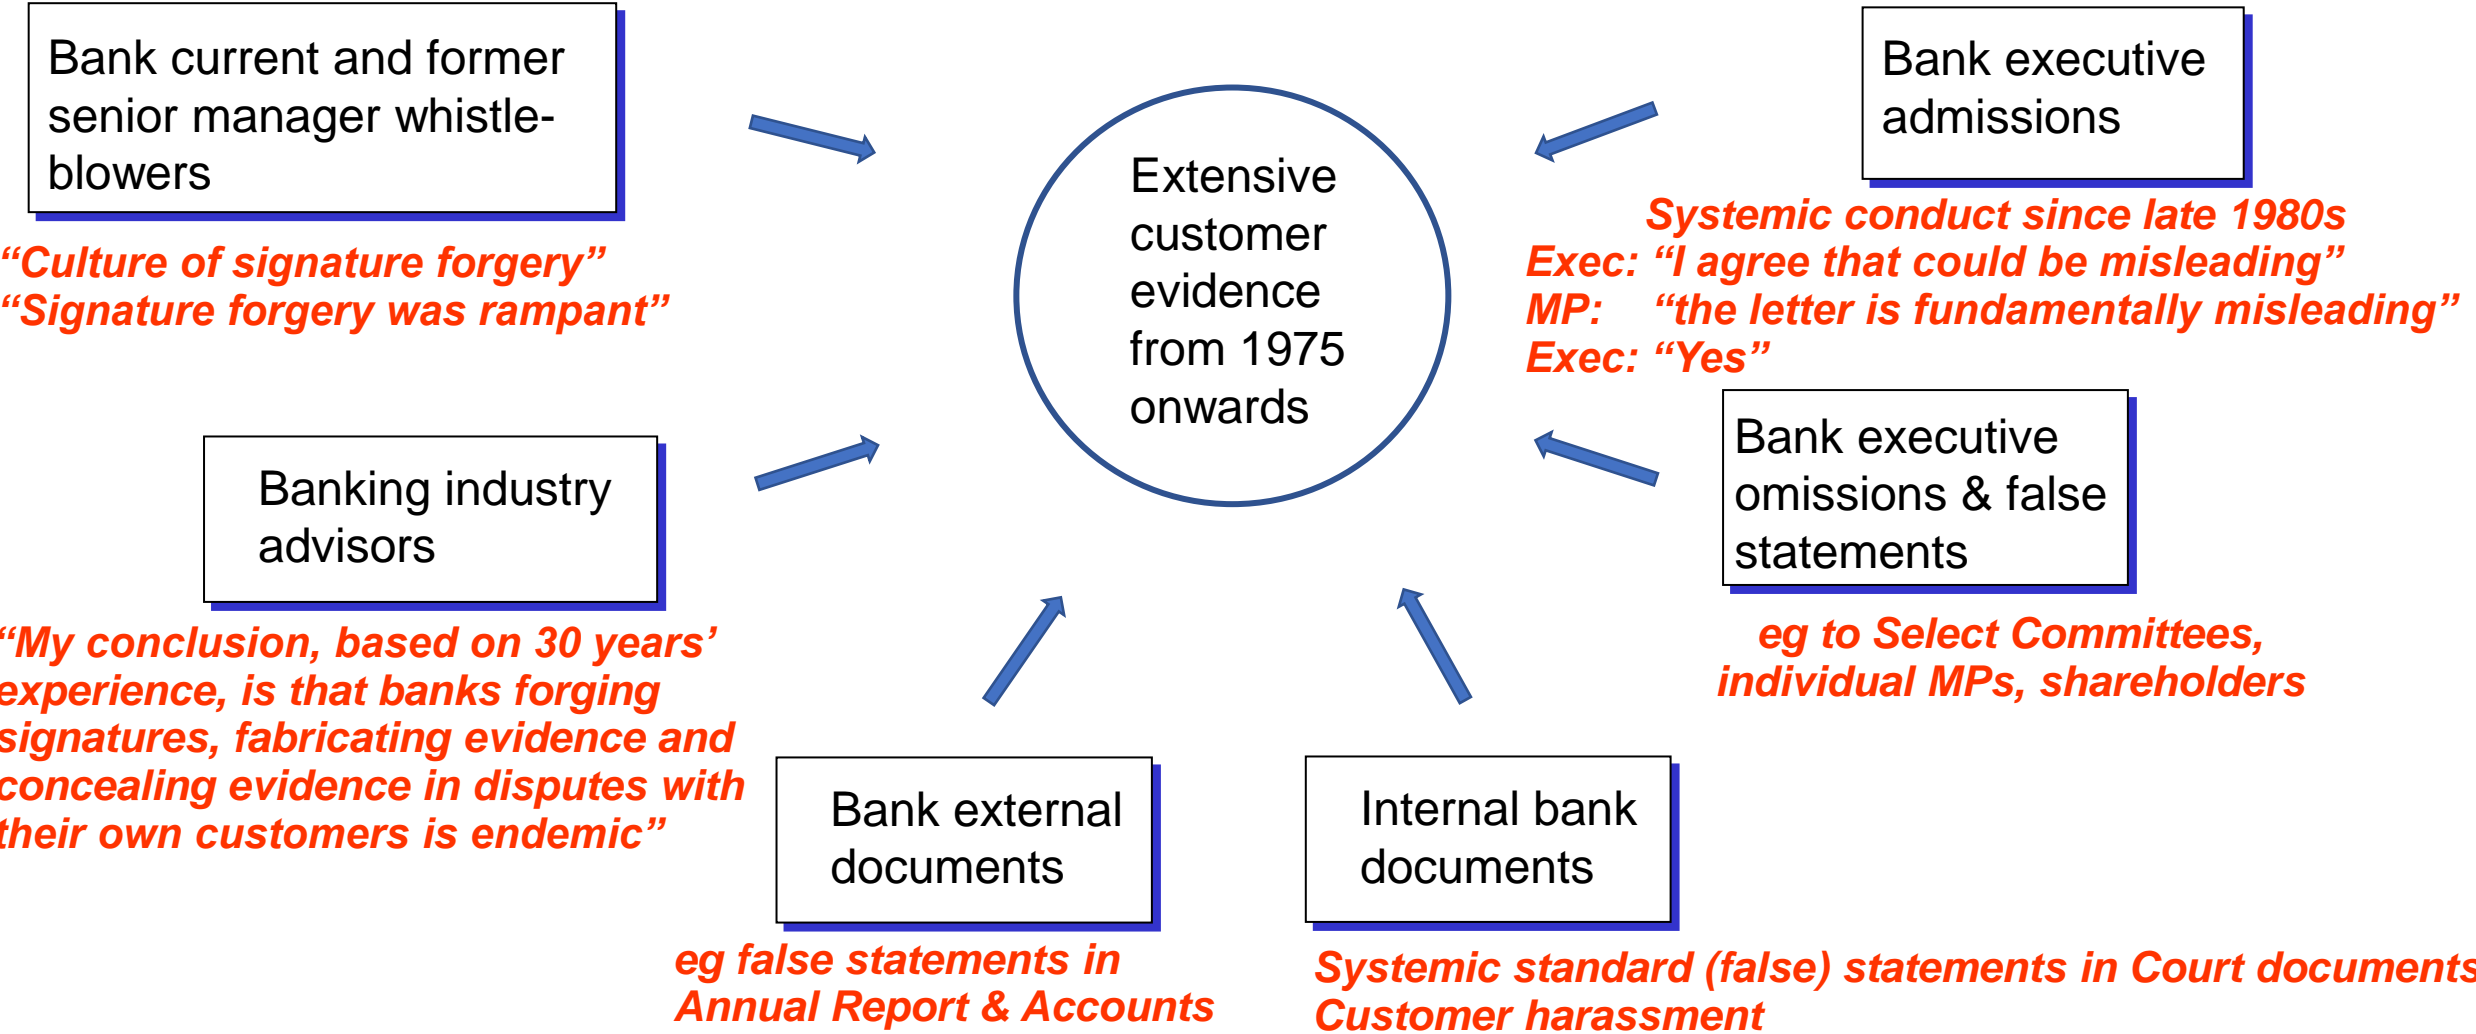 Bank current and former
senior manager whistle-
blowers
“Culture of signature forgery”
“Signature forgery was rampant”
Banking industry
advisors
“My conclusion, based on 30 years’
experience, is that banks forging
signatures, fabricating evidence and
concealing evidence in disputes with
their own customers is endemic”
Extensive
customer
evidence
from 1975
onwards
Bank external
documents
eg false statements in
Annual Report & Accounts
Internal bank
documents
Systemic standard (false) statements in Court documents
Customer harassment
Bank executive
admissions
Systemic conduct since late 1980s
Exec: “I agree that could be misleading”
MP: “the letter is fundamentally misleading”
Exec: “Yes”
Bank executive
omissions & false
statements
eg to Select Committees,
individual MPs, shareholders